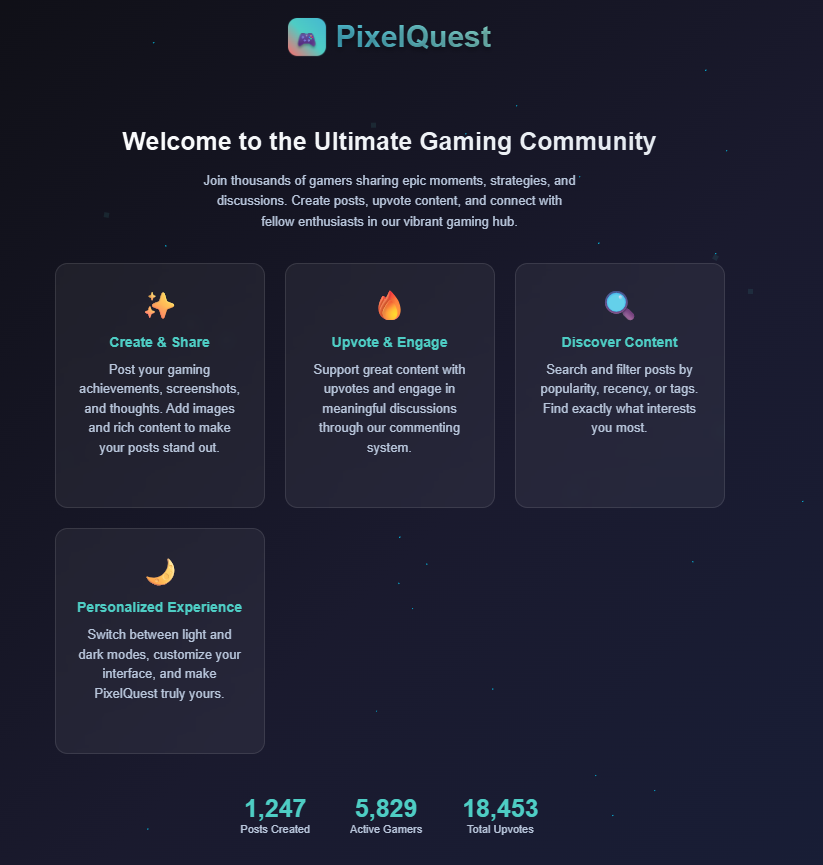 PixelQuest
Welcome to the Ultimate Gaming Community
Join thousands of gamers sharing epic moments, strategies, and
discussions. Create posts, upvote content, and connect with
fellow enthusiasts in our vibrant gaming hub.
Create & Share
Post your gaming
achievements, screenshots,
and thoughts. Add images
and rich content to make
your posts stand out.
Upvote & Engage
Support great content with
upvotes and engage in
meaningful discussions
through our commenting
system.
Discover Content
Search and filter posts by
popularity, recency, or tags.
Find exactly what interests
you most.
Personalized Experience
Switch between light and
dark modes, customize your
interface, and make
PixelQuest truly yours.
1,247
Posts Created
5,829
Active Gamers
18,453
Total Upvotes